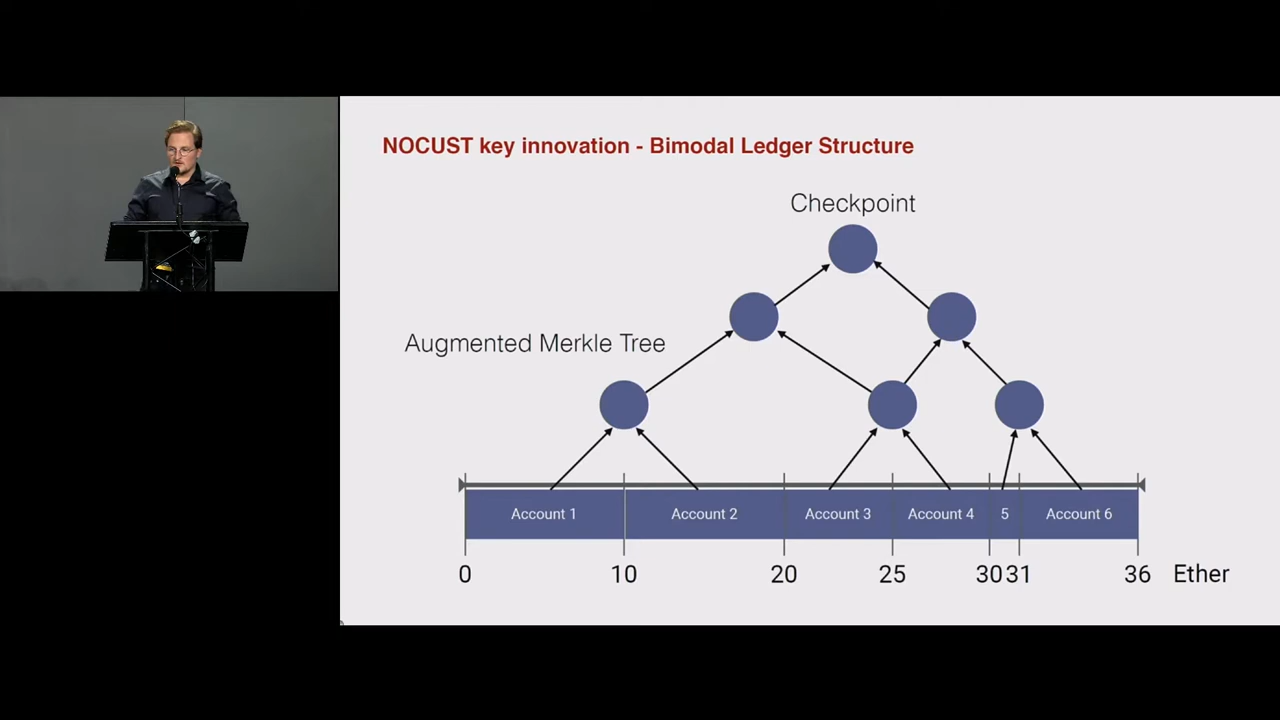 NOCUST key innovation - Bimodal Ledger Structure
Checkpoint
Augmented Merkle Tree
Account 1 Account 2 Account 3 Account 4 5 Account 6
0 10 20 25 30 31 36 Ether